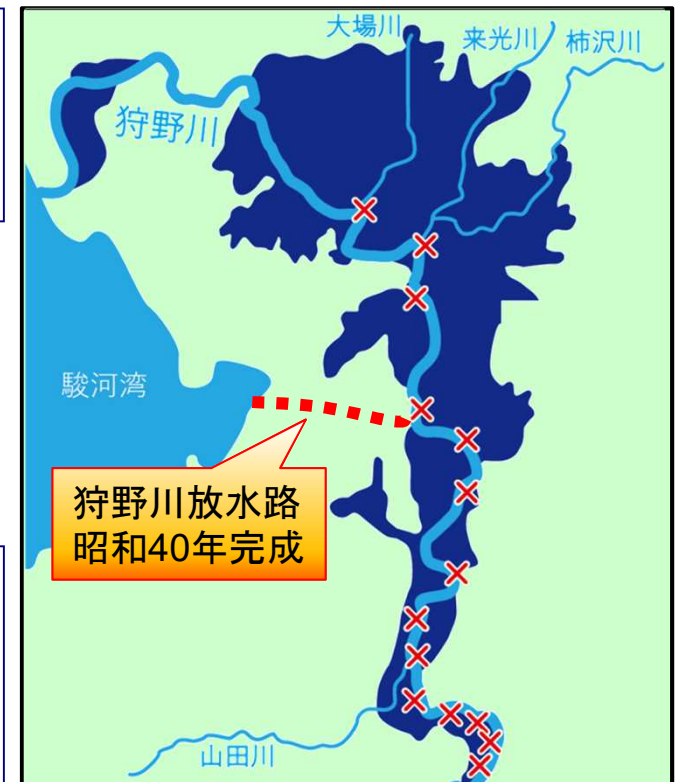 大場川
来光川
柿沢川
狩野川
駿河湾
狩野川放水路
昭和40年完成
山田川